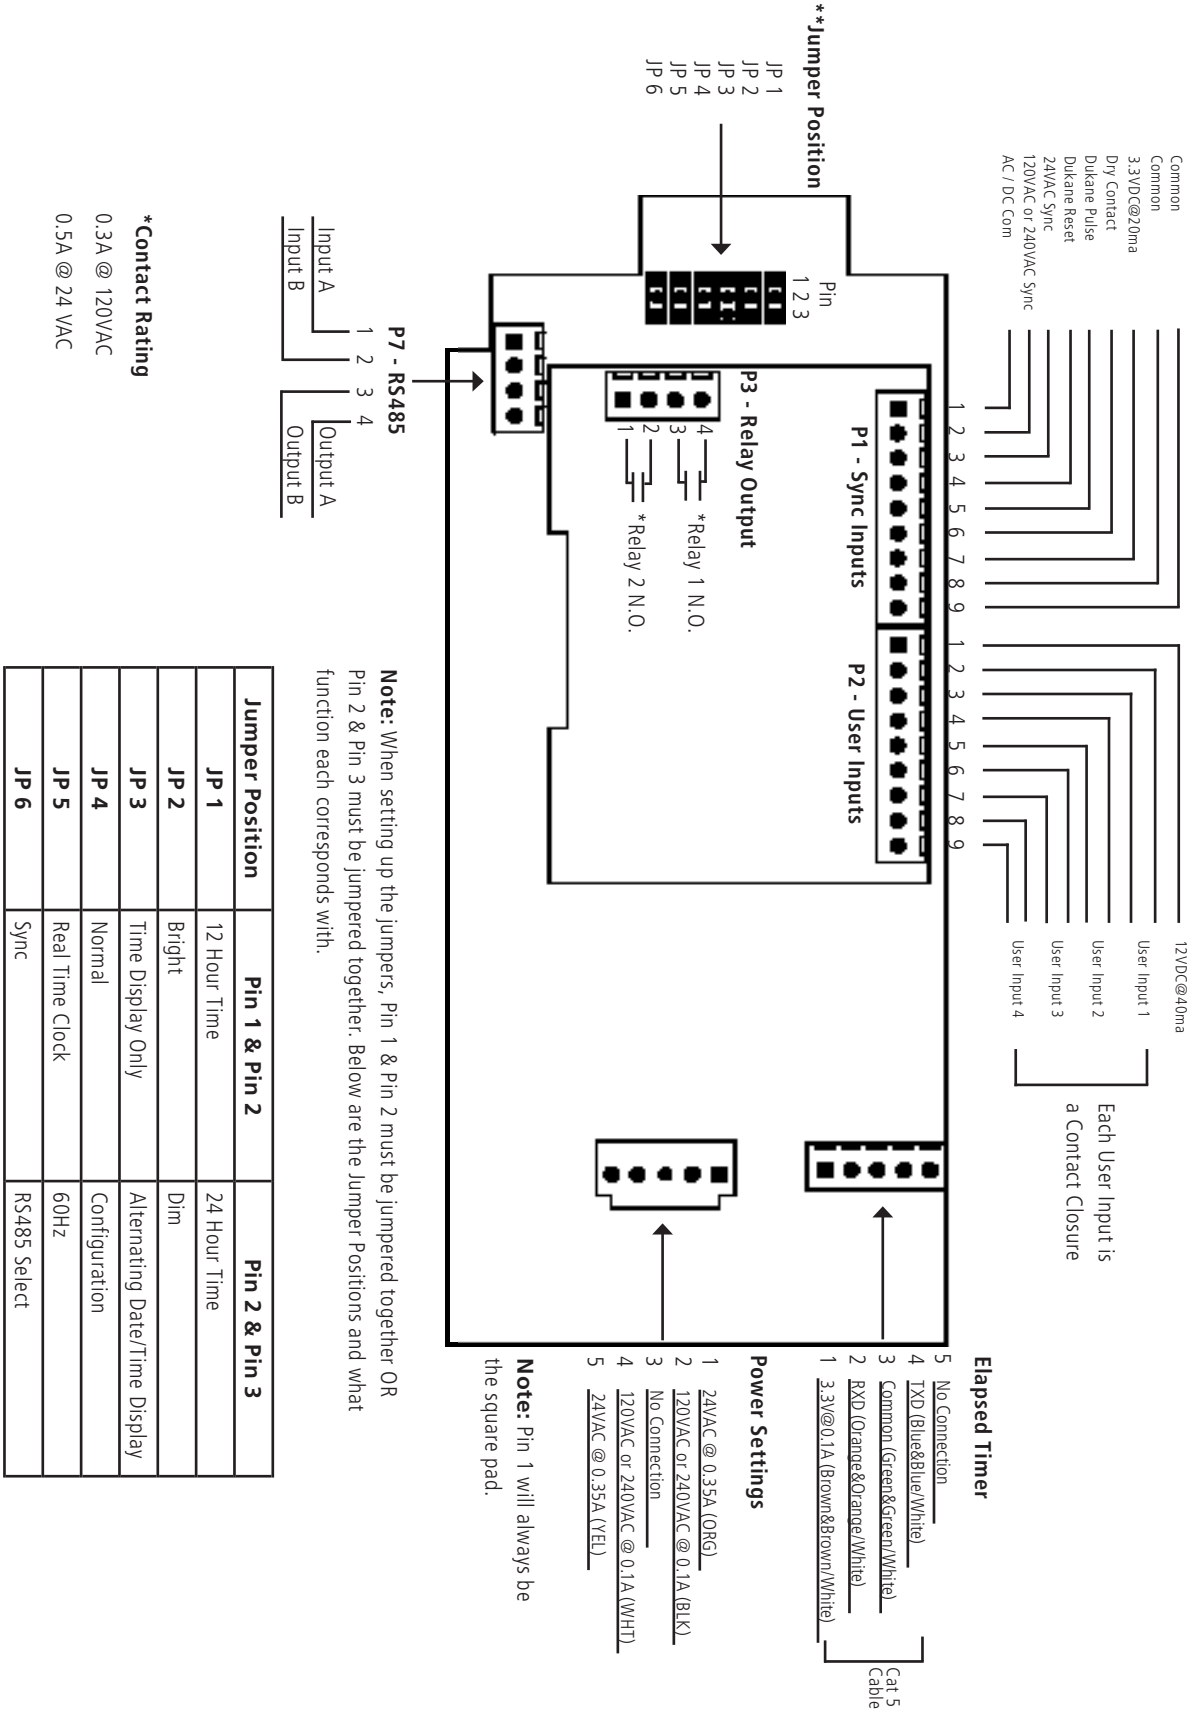 Common
Common
3.3VDC@20ma
Dry Contact
Dukane Pulse
Dukane Reset
24VAC Sync
120VAC or 240VAC Sync
AC / DC Com
1 2 3 4 5 6 7 8 9
P1 - Sync Inputs
12VDC@40ma
User Input 1
User Input 2
User Input 3
User Input 4
Each User Input is
a Contact Closure
1 2 3 4 5 6 7 8 9
P2 - User Inputs
**Jumper Position
JP 1
JP 2
JP 3
JP 4
JP 5
JP 6
Pin
1 2 3
P3 - Relay Output
4
3
2
1
*Relay 1 N.O.
*Relay 2 N.O.
Elapsed Timer
5 No Connection
4 TXD (Blue&Blue/White)
3 Common (Green&Green/White)
2 RXD (Orange&Orange/White)
1 3.3V@0.1A (Brown&Brown/White)
Cat 5
Cable
Power Settings
1 24VAC @ 0.35A (ORG)
2 120VAC or 240VAC @ 0.1A (BLK)
3 No Connection
4 120VAC or 240VAC @ 0.1A (WHT)
5 24VAC @ 0.35A (YEL)
Note: Pin 1 will always be
the square pad.
P7 - RS485
1 2 3 4
Input A
Input B
Output A
Output B
*Contact Rating
0.3A @ 120VAC
0.5A @ 24 VAC
Note: When setting up the jumpers, Pin 1 & Pin 2 must be jumpered together OR
Pin 2 & Pin 3 must be jumpered together. Below are the Jumper Positions and what
function each corresponds with.
Jumper Position Pin 1 & Pin 2 Pin 2 & Pin 3
JP 1 12 Hour Time 24 Hour Time
JP 2 Bright Dim
JP 3 Time Display Only Alternating Date/Time Display
JP 4 Normal Configuration
JP 5 Real Time Clock 60Hz
JP 6 Sync RS485 Select